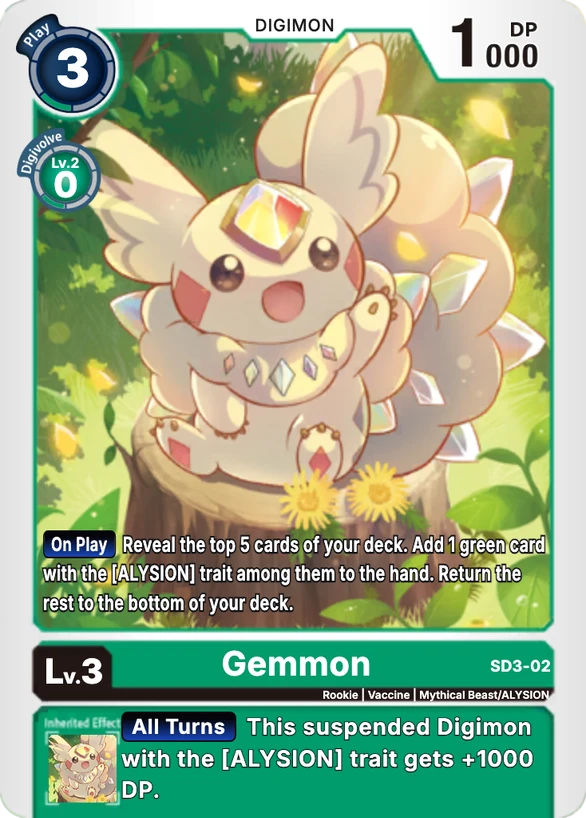 Play
3
DIGIMON
1000
DP
Digivolve
Lv.2
0
On Play Reveal the top 5 cards of your deck. Add 1 green card
with the [ALYSION] trait among them to the hand. Return the
rest to the bottom of your deck.
Lv.3
Gemmon
SD3-02
Rookie | Vaccine | Mythical Beast/ALYSION
Inherited Effect
All Turns This suspended Digimon
with the [ALYSION] trait gets +1000
DP.